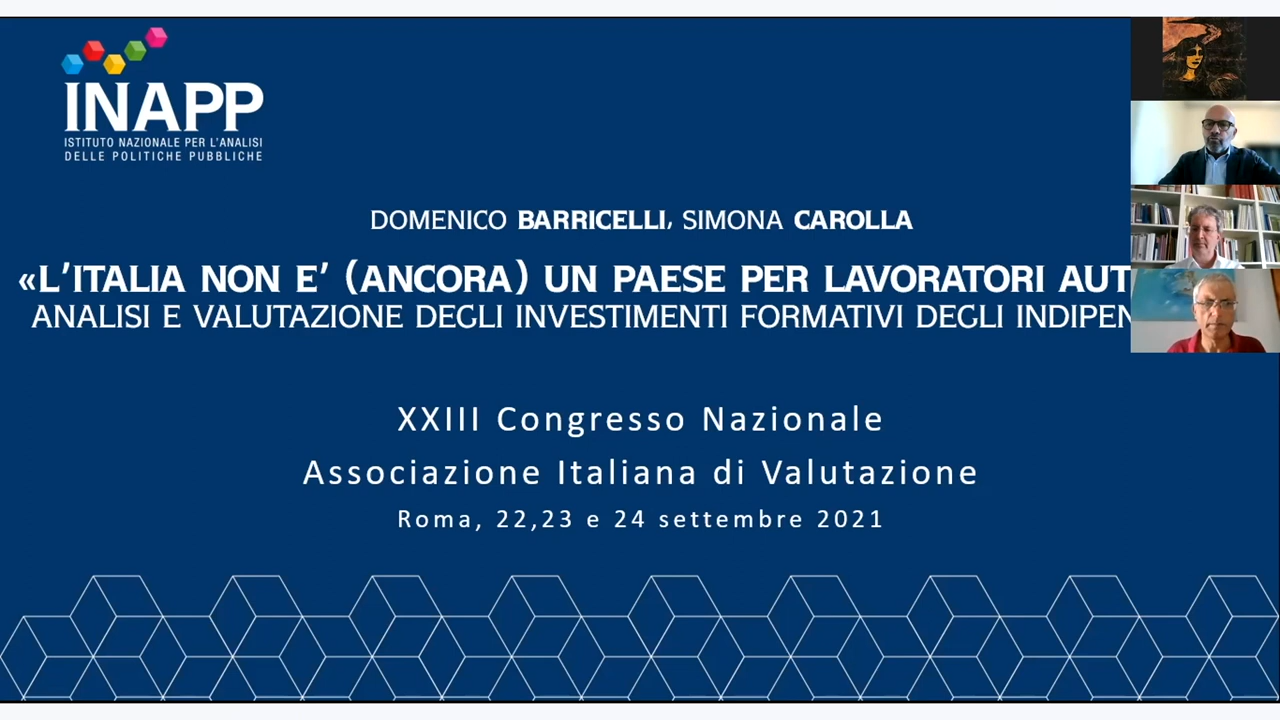 INAPP
ISTITUTO NAZIONALE PER L'ANALISI
DELLE POLITICHE PUBBLICHE
DOMENICO BARRICELLI, SIMONA CAROLLA
«L'ITALIA NON E' (ANCORA) UN PAESE PER LAVORATORI
ANALISI E VALUTAZIONE DEGLI INVESTIMENTI FORMATIVI DEGLI
XXIII Congresso Nazionale
Associazione Italiana di Valutazione
Roma, 22,23 e 24 settembre 2021